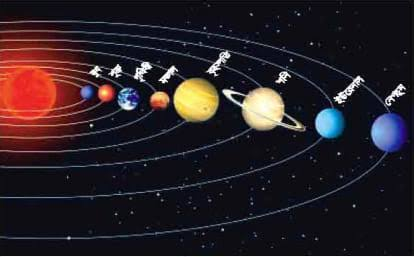 বুধ
শুক্র
পৃথিবী
মঙ্গল
বৃহস্পতি
শনি
ইউরেনাস
নেপচুন